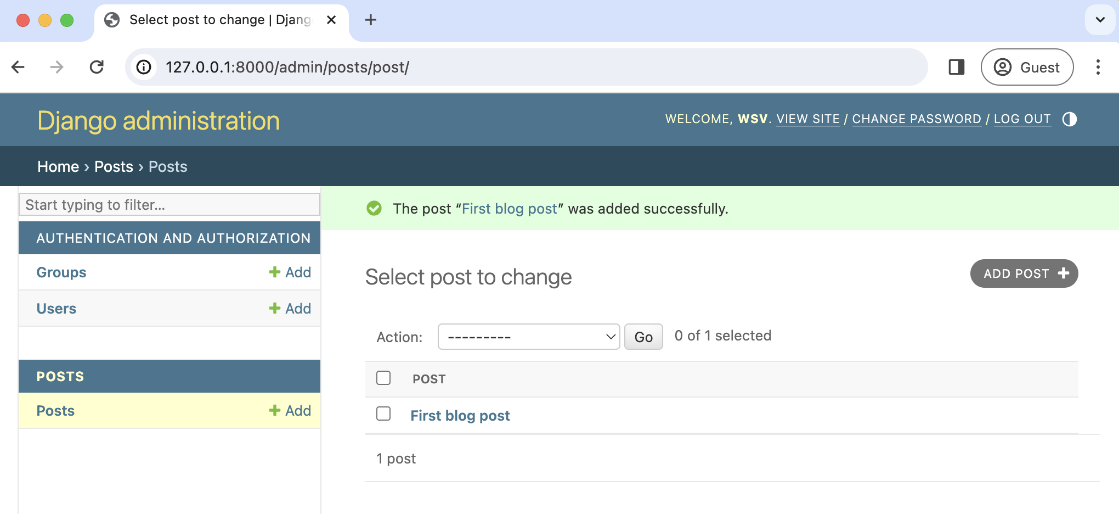 Select post to change | Djang
127.0.0.1:8000/admin/posts/post/
Guest
Django administration
WELCOME, WSV. VIEW SITE / CHANGE PASSWORD / LOG OUT
Home › Posts › Posts
Start typing to filter...
AUTHENTICATION AND AUTHORIZATION
Groups + Add
Users + Add
POSTS
Posts + Add
The post “First blog post” was added successfully.
Select post to change
ADD POST +
Action: --------- Go 0 of 1 selected
POST
First blog post
1 post